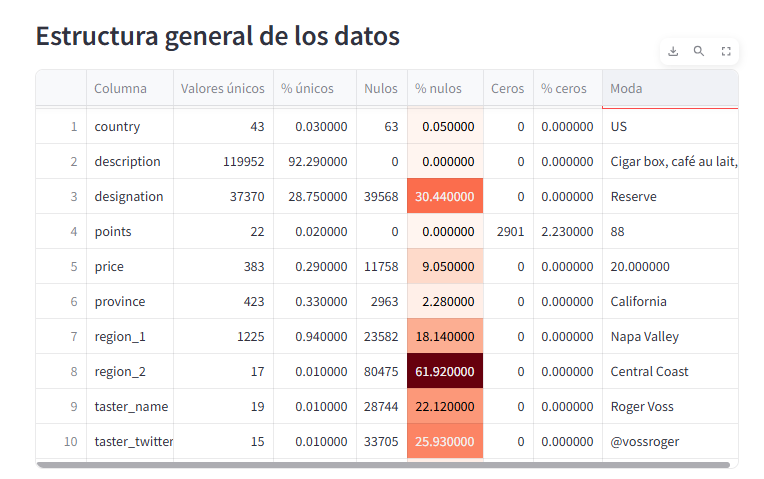 Estructura general de los datos
Columna Valores únicos % únicos Nulos % nulos Ceros % ceros Moda
1 country 43 0.030000 63 0.050000 0 0.000000 US
2 description 119952 92.290000 0 0.000000 0 0.000000 Cigar box, café au lait,
3 designation 37370 28.750000 39568 30.440000 0 0.000000 Reserve
4 points 22 0.020000 0 0.000000 2901 2.230000 88
5 price 383 0.290000 11758 9.050000 0 0.000000 20.000000
6 province 423 0.330000 2963 2.280000 0 0.000000 California
7 region_1 1225 0.940000 23582 18.140000 0 0.000000 Napa Valley
8 region_2 17 0.010000 80475 61.920000 0 0.000000 Central Coast
9 taster_name 19 0.010000 28744 22.120000 0 0.000000 Roger Voss
10 taster_twitter 15 0.010000 33705 25.930000 0 0.000000 @vossroger